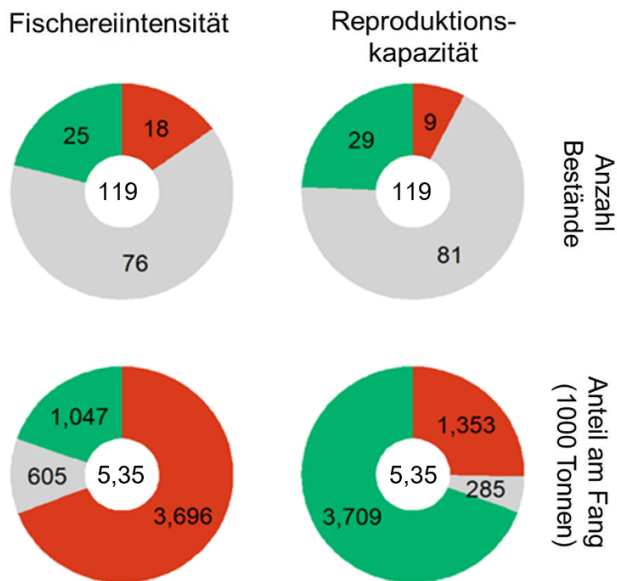 Fischereiintensität
Reproduktions-
kapazität
25
18
119
76
29
9
119
81
Anzahl
Bestände
1,047
605
5,35
3,696
1,353
285
5,35
3,709
Anteil am Fang
(1000 Tonnen)